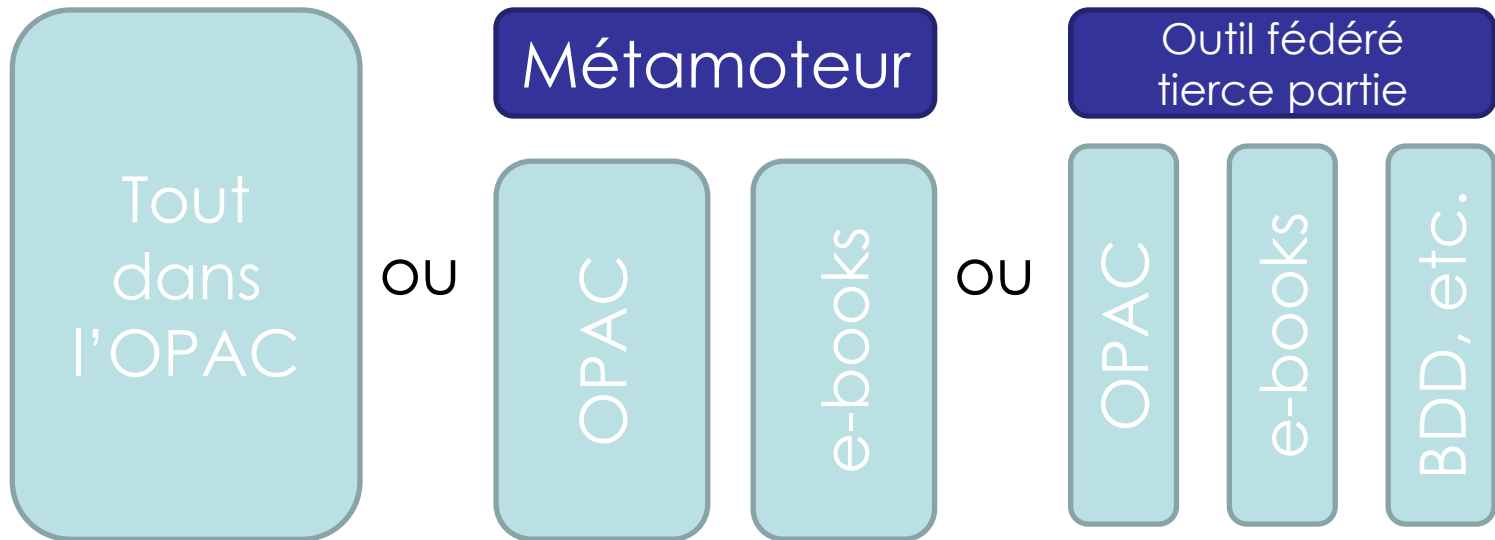 Tout
dans
l’OPAC
ou
Métamoteur
OPAC
e-books
ou
Outil fédéré
tierce partie
OPAC
e-books
BDD, etc.